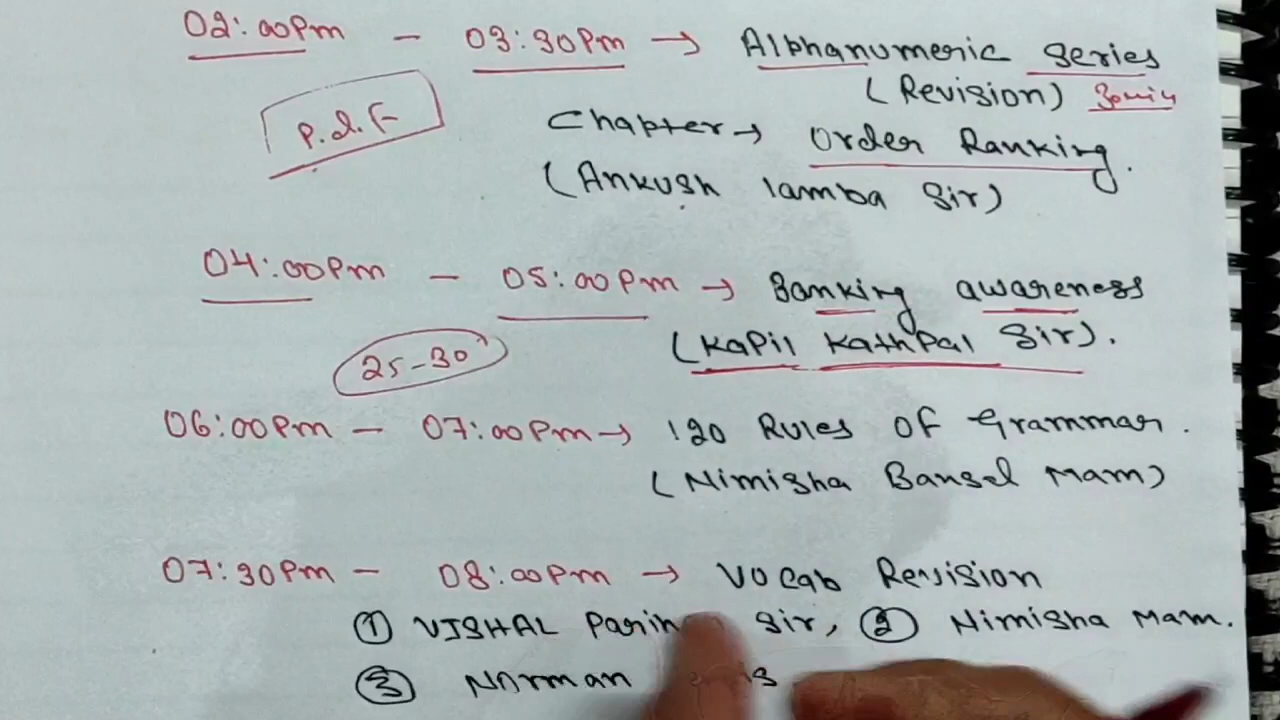 02:00Pm - 03:30Pm → Alphanumeric Series
(Revision) 30min
P.d.F
Chapter → Order Ranking.
(Ankush lamba Sir)
04:00Pm - 05:00Pm → Banking awareness
(Kapil Kathpal Sir).
25-30
06:00Pm - 07:00Pm → 120 Rules OF Grammar.
(Nimisha Bansal Mam)
07:30Pm - 08:00Pm → Vocab Revision
① VISHAL Sir, ② Nimisha Mam.
③ Norman